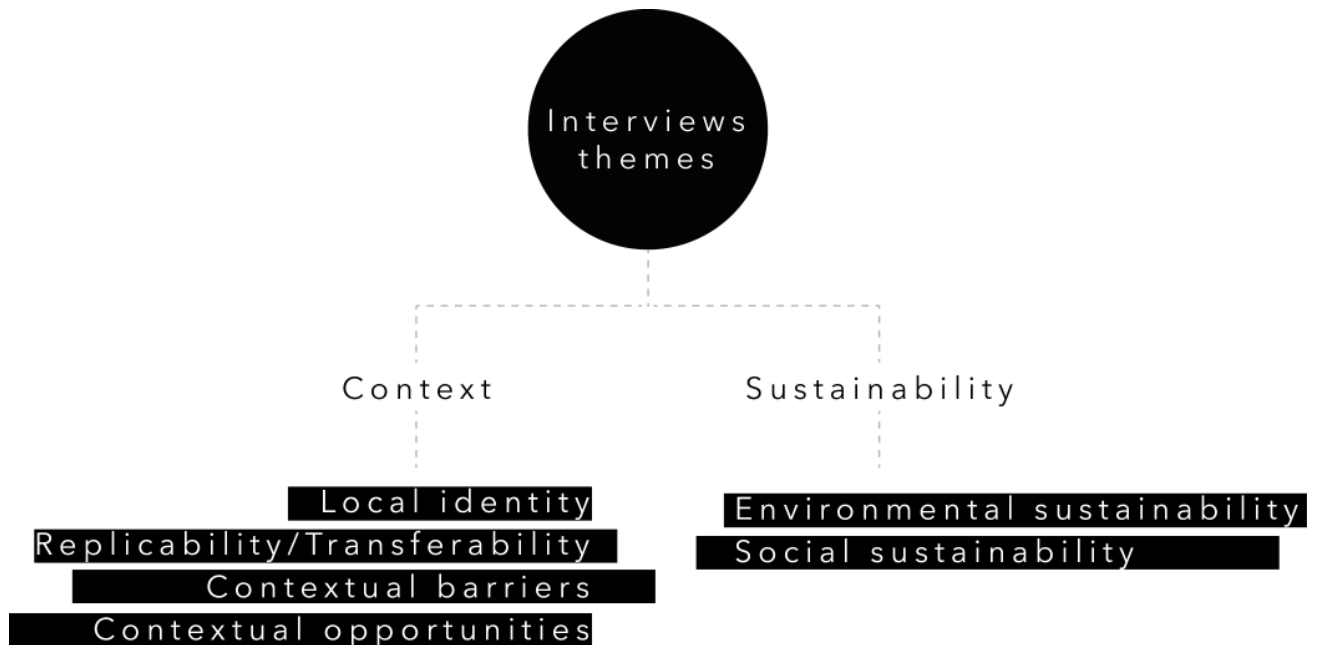 Interviews
themes
Context
Sustainability
Local identity
Replicability/Transferability
Contextual barriers
Contextual opportunities
Environmental sustainability
Social sustainability